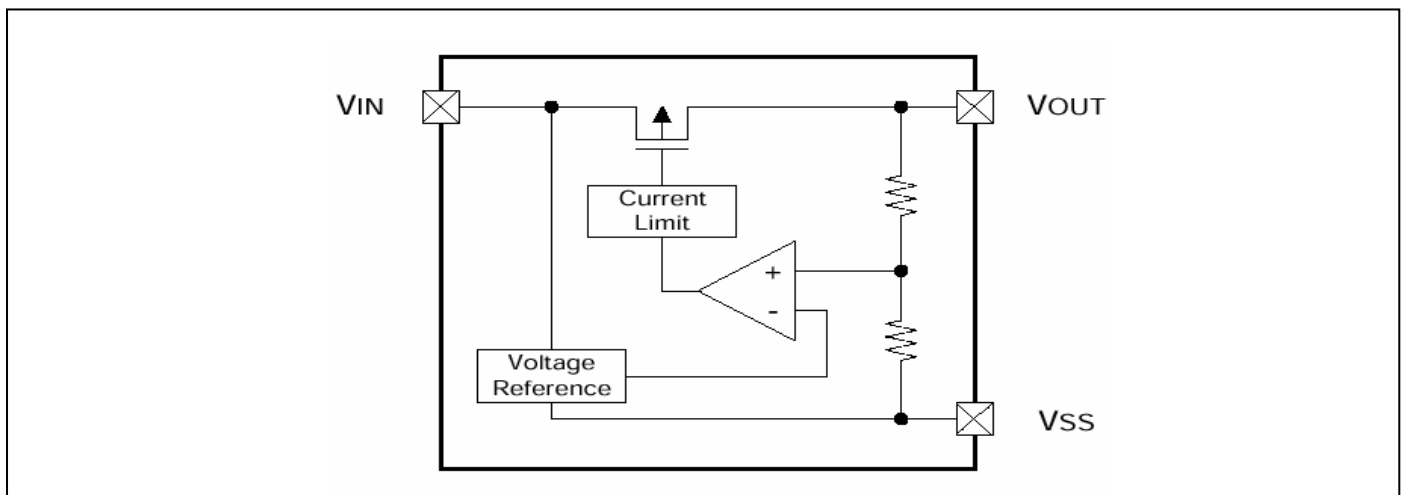 VIN
VOUT
Current
Limit
+
-
Voltage
Reference
VSS